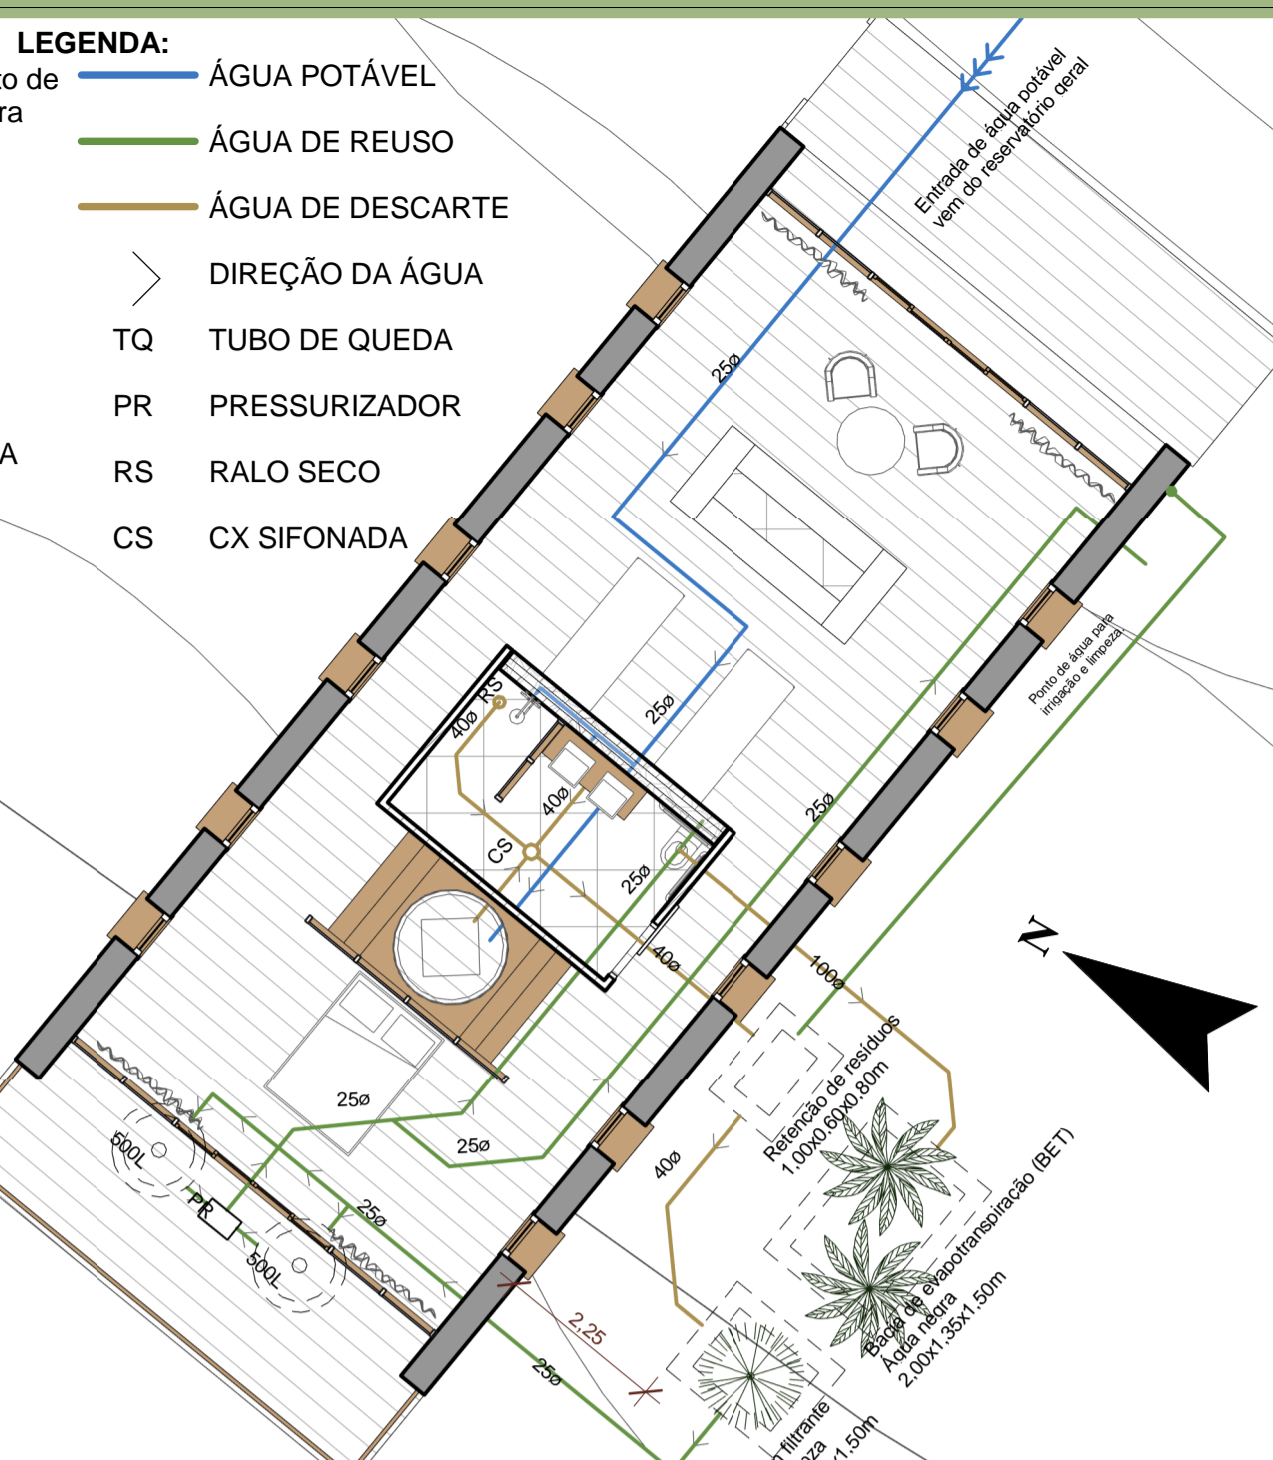 LEGENDA:
to de
ra
ÁGUA POTÁVEL
ÁGUA DE REUSO
ÁGUA DE DESCARTE
DIREÇÃO DA ÁGUA
TQ TUBO DE QUEDA
PR PRESSURIZADOR
A
RS RALO SECO
CS CX SIFONADA
Entrada de água potável
vem do reservatório geral
25ø
Ponto de água para
irrigação e limpeza.
RS
40ø
25ø
40ø
CS
25ø
25ø
40ø
100ø
N
Retenção de resíduos
1,00x0,60x0,80m
25ø
25ø
500L
PR
25ø
500L
40ø
Bacia de evapotranspiração (BET)
Água negra
2,00x1,35x1,50m
2,25
25ø
filtrante
za
1,50m